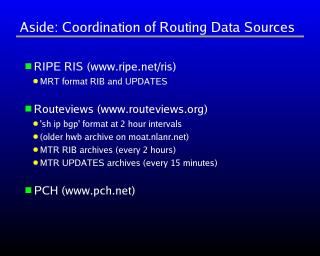 Aside: Coordination of Routing Data Sources
RIPE RIS (www.ripe.net/ris)
MRT format RIB and UPDATES
Routeviews (www.routeviews.org)
'sh ip bgp' format at 2 hour intervals
(older hwb archive on moat.nlanr.net)
MTR RIB archives (every 2 hours)
MTR UPDATES archives (every 15 minutes)
PCH (www.pch.net)